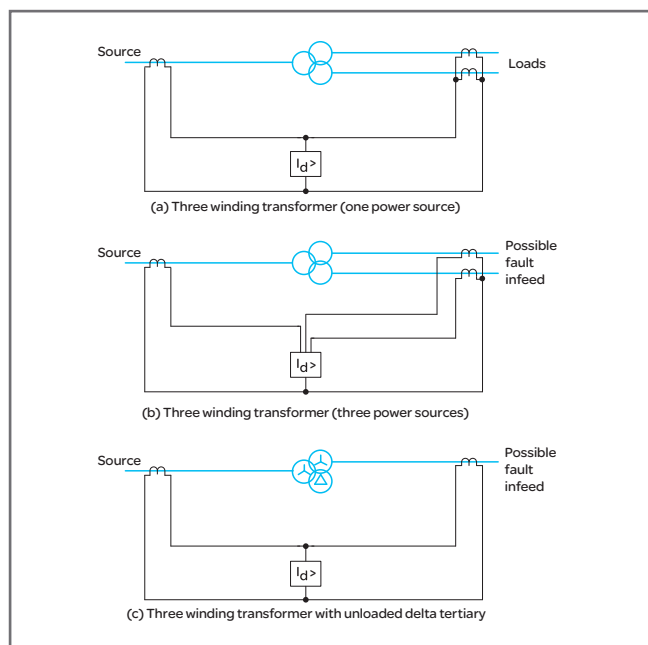 Source
Loads
Id>
(a) Three winding transformer (one power source)
Source
Possible
fault
infeed
Id>
(b) Three winding transformer (three power sources)
Source
Possible
fault
infeed
Id>
(c) Three winding transformer with unloaded delta tertiary